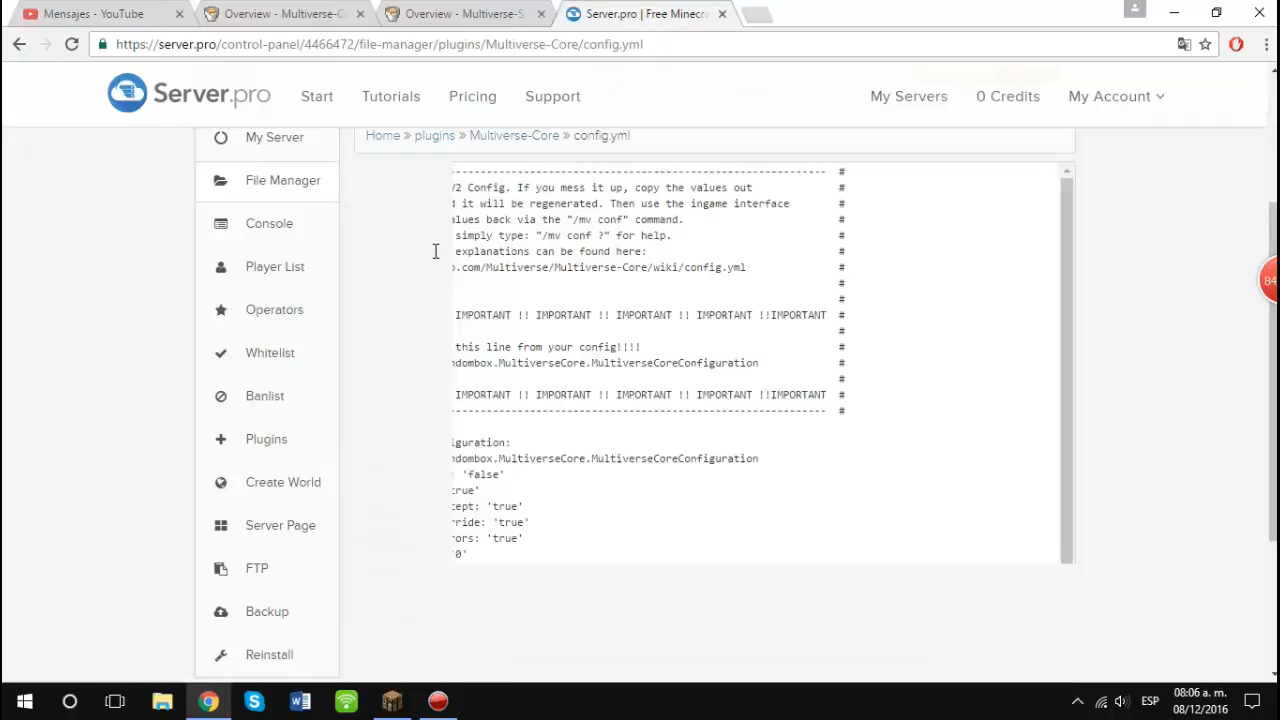 Mensajes - YouTube
Overview - Multiverse-C
Overview - Multiverse-S
Server.pro | Free Minecr
https://server.pro/control-panel/4466472/file-manager/plugins/Multiverse-Core/config.yml
Server.pro
Start
Tutorials
Pricing
Support
My Servers
0 Credits
My Account
My Server
File Manager
Console
Player List
Operators
Whitelist
Banlist
Plugins
Create World
Server Page
FTP
Backup
Reinstall
Home » plugins » Multiverse-Core » config.yml
------------------------------------------------------------ #
/2 Config. If you mess it up, copy the values out #
d it will be regenerated. Then use the ingame interface #
alues back via the "/mv conf" command. #
simply type: "/mv conf ?" for help. #
explanations can be found here: #
b.com/Multiverse/Multiverse-Core/wiki/config.yml #
#
#
IMPORTANT !! IMPORTANT !! IMPORTANT !! IMPORTANT !!IMPORTANT #
#
this line from your config!!!!
ndombox.MultiverseCore.MultiverseCoreConfiguration
#
IMPORTANT !! IMPORTANT !! IMPORTANT !! IMPORTANT !!IMPORTANT #
------------------------------------------------------------ #
iguration:
ndombox.MultiverseCore.MultiverseCoreConfiguration
: 'false'
true'
cept: 'true'
rride: 'true'
rors: 'true'
'0'
84
ESP
08:06 a. m.
08/12/2016